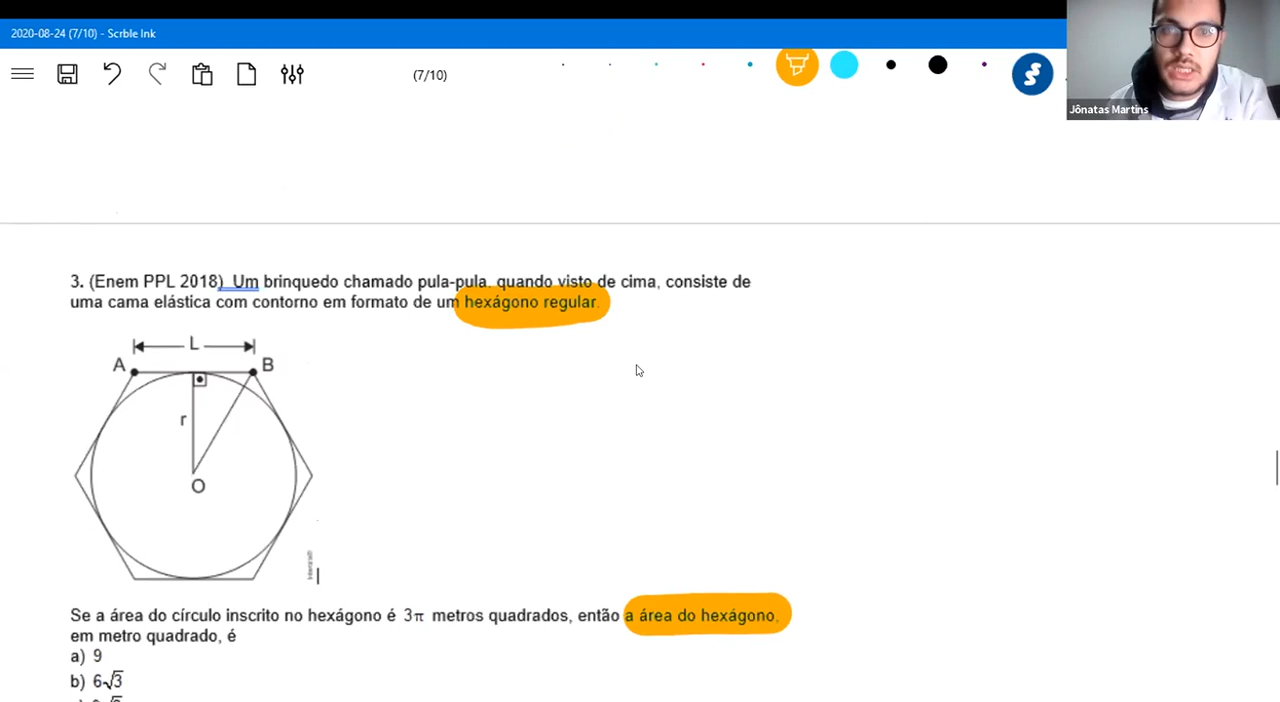 2020-08-24 (7/10) - Scrble Ink
(7/10)
Jônatas Martins
3. (Enem PPL 2018) Um brinquedo chamado pula-pula, quando visto de cima, consiste de
uma cama elástica com contorno em formato de um hexágono regular.
L
A
B
r
O
Se a área do círculo inscrito no hexágono é 3π metros quadrados, então a área do hexágono,
em metro quadrado, é
a) 9
b) 6√3